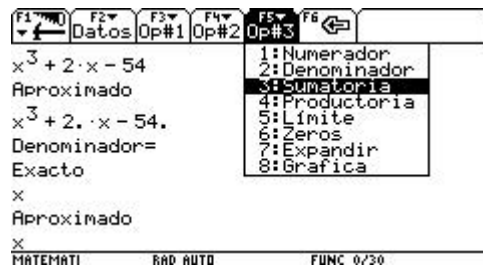 F1 F2 Datos F3 Op#1 F4 Op#2 F5 Op#3 F6
x³ + 2·x - 54
Aproximado
x³ + 2.·x - 54.
Denominador=
Exacto
x
Aproximado
x
1:Numerador
2:Denominador
3:Sumatoria
4:Productoria
5:Límite
6:Zeros
7:Expandir
8:Grafica
MATEMATI RAD AUTO FUNC 0/30